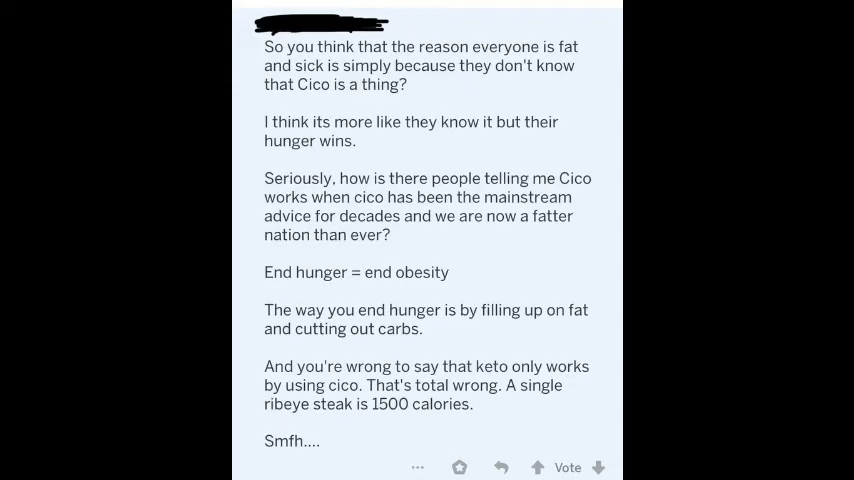 So you think that the reason everyone is fat
and sick is simply because they don't know
that Cico is a thing?
I think its more like they know it but their
hunger wins.
Seriously, how is there people telling me Cico
works when cico has been the mainstream
advice for decades and we are now a fatter
nation than ever?
End hunger = end obesity
The way you end hunger is by filling up on fat
and cutting out carbs.
And you're wrong to say that keto only works
by using cico. That's total wrong. A single
ribeye steak is 1500 calories.
Smfh....
Vote